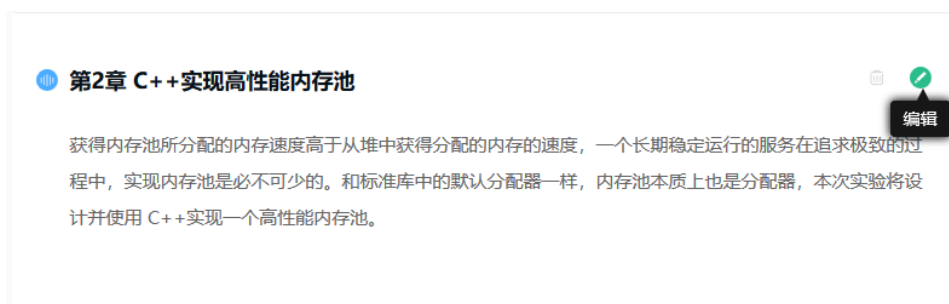 第2章 C++实现高性能内存池
编辑
获得内存池所分配的内存速度高于从堆中获得分配的内存的速度，一个长期稳定运行的服务在追求极致的过
程中，实现内存池是必不可少的。和标准库中的默认分配器一样，内存池本质上也是分配器，本次实验将设
计并使用 C++实现一个高性能内存池。